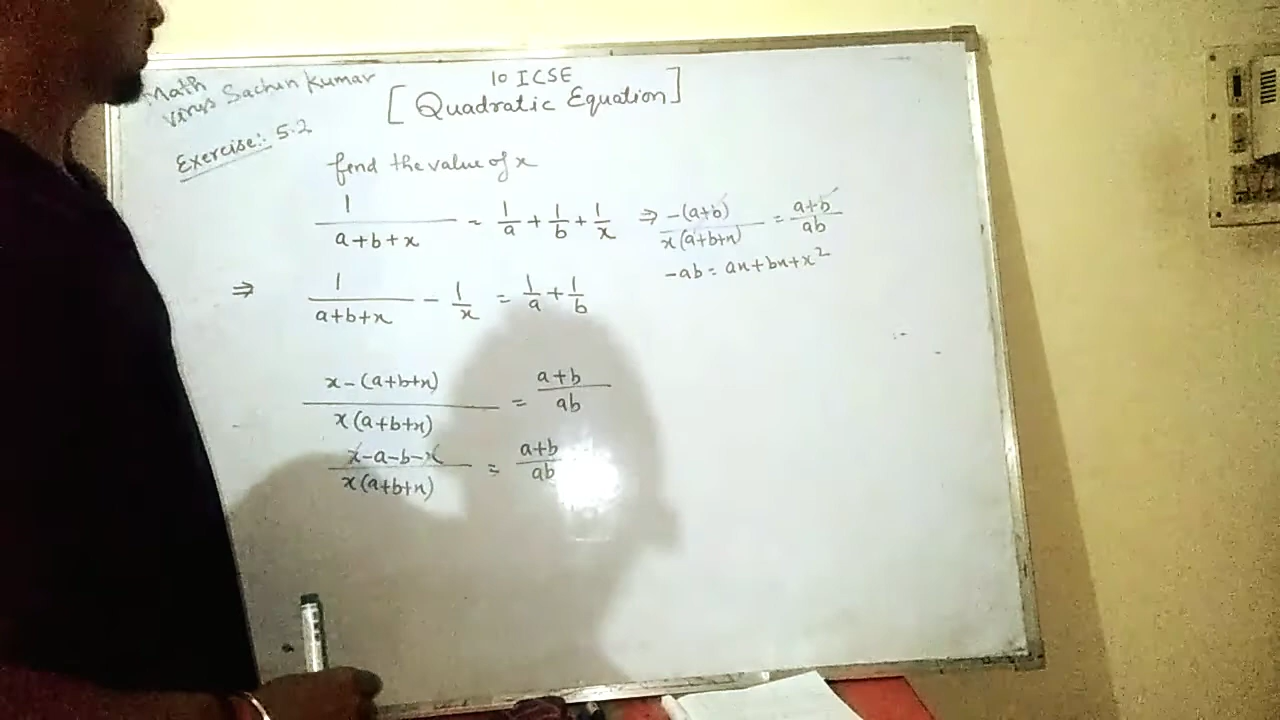 Math
Virus Sachin Kumar
10 ICSE
[Quadratic Equation]
Exercise:- 5.2
find the value of x
1/(a+b+x) = 1/a + 1/b + 1/x
⇒ 1/(a+b+x) - 1/x = 1/a + 1/b
(x-(a+b+x))/(x(a+b+x)) = (a+b)/(ab)
(x-a-b-x)/(x(a+b+x)) = (a+b)/(ab)
⇒ (-(a+b))/(x(a+b+x)) = (a+b)/(ab)
-ab = ax+bx+x²